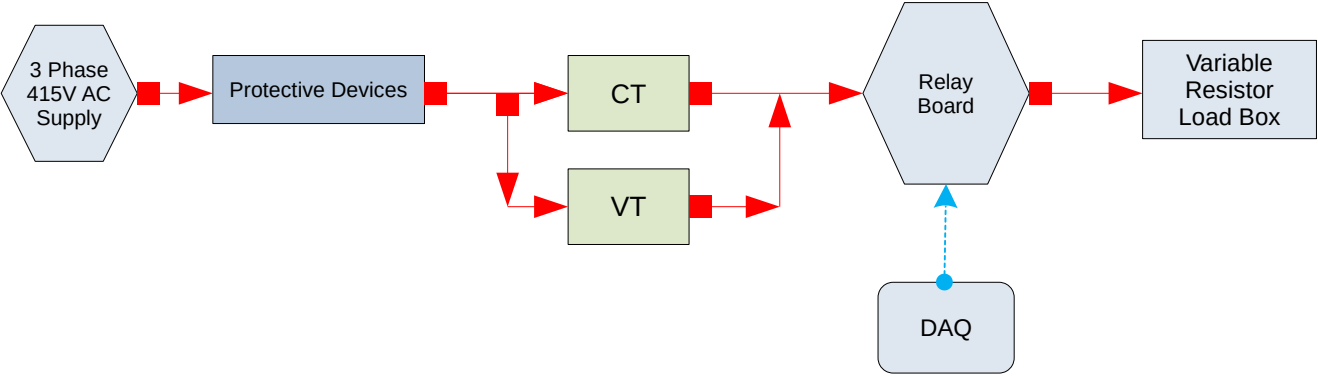 3 Phase
415V AC
Supply
Protective Devices
CT
VT
Relay
Board
Variable
Resistor
Load Box
DAQ